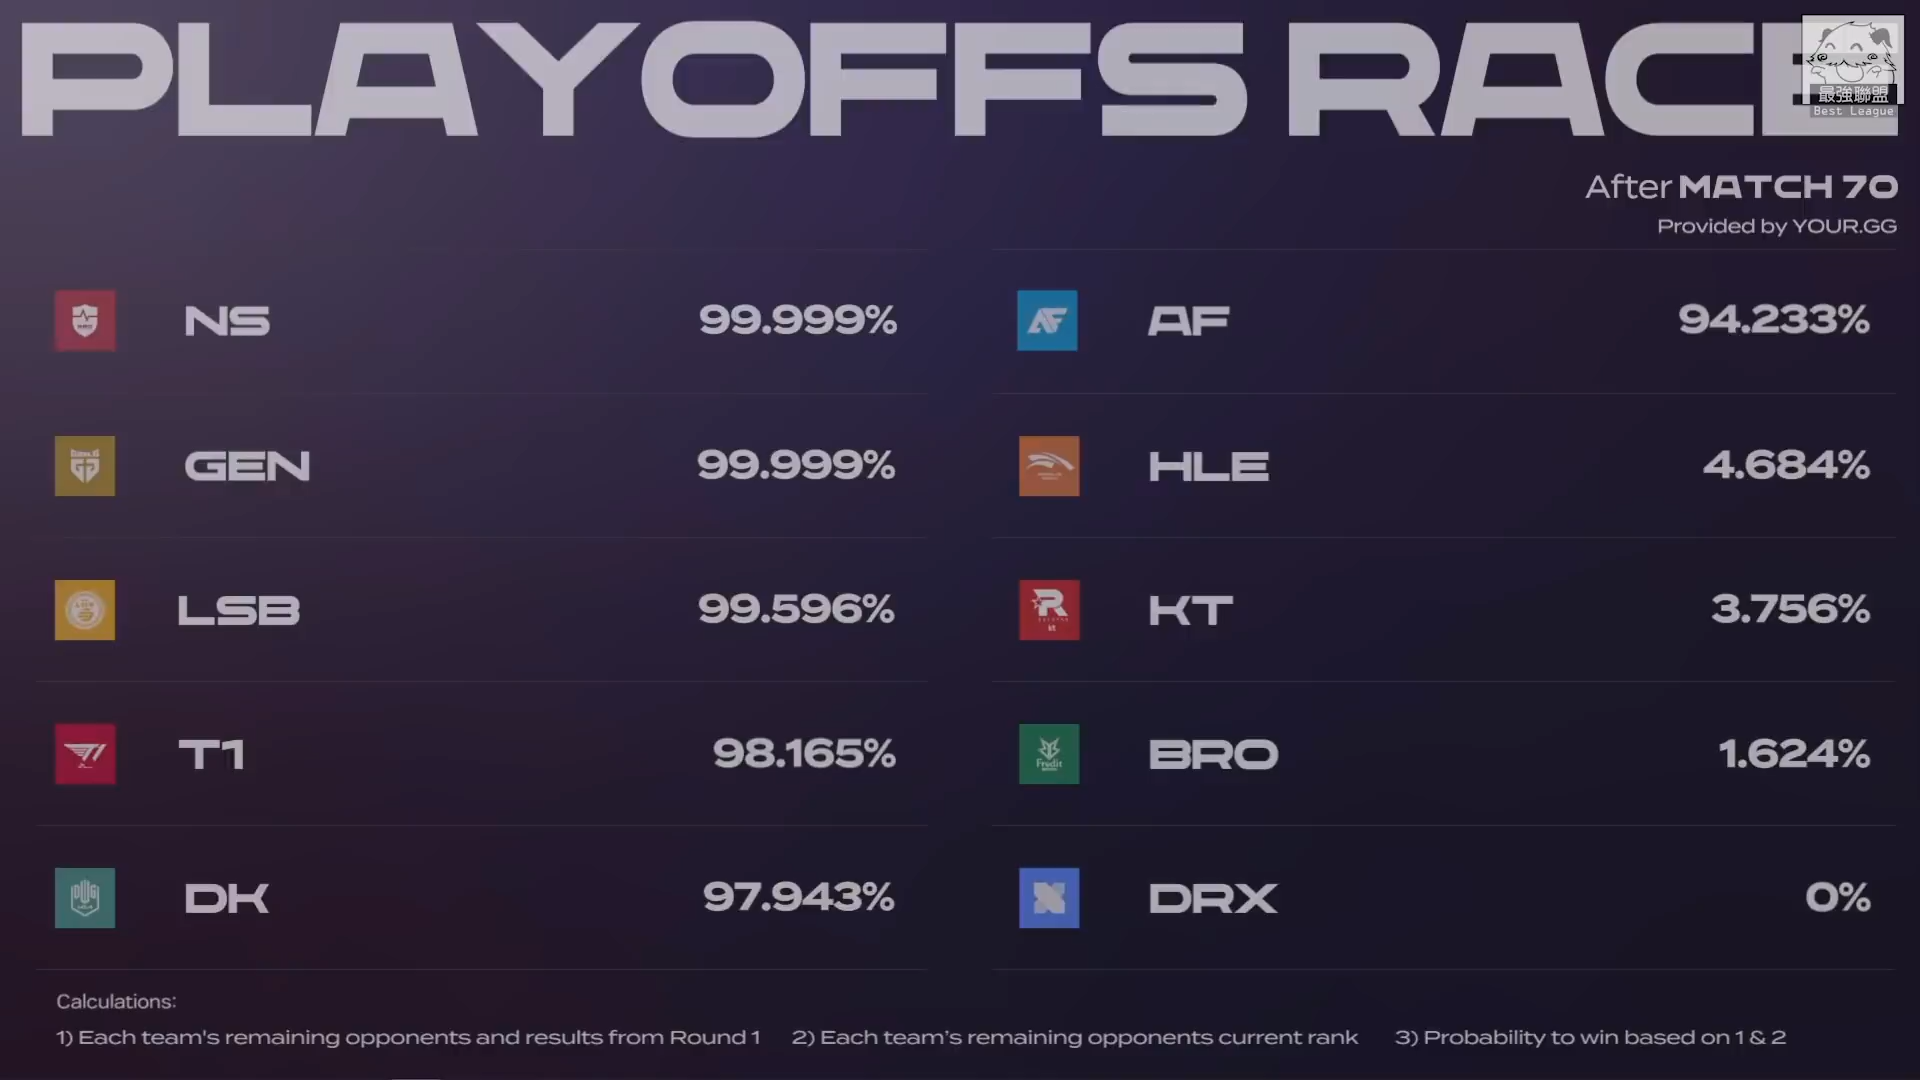 PLAYOFFS RACE
最強聯盟
Best League
After MATCH 70
Provided by YOUR.GG
NS 99.999%
GEN 99.999%
LSB 99.596%
T1 98.165%
DK 97.943%
AF 94.233%
HLE 4.684%
KT 3.756%
Fredit
BRO 1.624%
DRX 0%
Calculations:
1) Each team's remaining opponents and results from Round 1 2) Each team's remaining opponents current rank 3) Probability to win based on 1 & 2